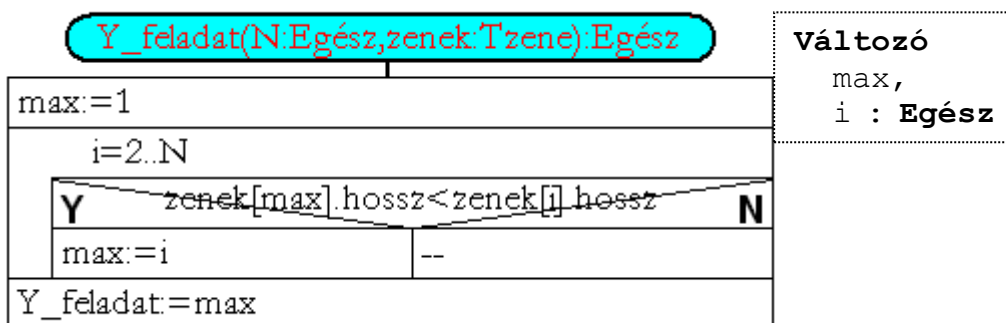 Y_feladat(N:Egész,zenek:Tzene):Egész
Változó
max,
i : Egész
max:=1
i=2..N
Y zenek[max].hossz<zenek[i].hossz N
max:=i --
Y_feladat:=max